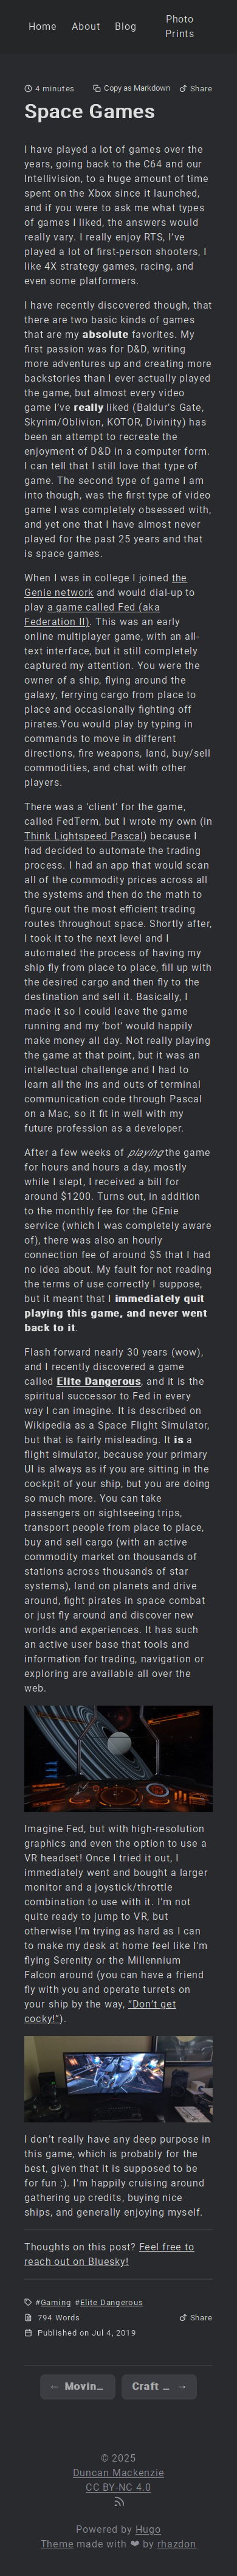 Home About Blog Photo
Prints
4 minutes Copy as Markdown Share
Space Games
I have played a lot of games over the
years, going back to the C64 and our
Intellivision, to a huge amount of time
spent on the Xbox since it launched,
and if you were to ask me what types
of games I liked, the answers would
really vary. I really enjoy RTS, I’ve
played a lot of first-person shooters, I
like 4X strategy games, racing, and
even some platformers.
I have recently discovered though, that
there are two basic kinds of games
that are my absolute favorites. My
first passion was for D&D, writing
more adventures up and creating more
backstories than I ever actually played
the game, but almost every video
game I’ve really liked (Baldur’s Gate,
Skyrim/Oblivion, KOTOR, Divinity) has
been an attempt to recreate the
enjoyment of D&D in a computer form.
I can tell that I still love that type of
game. The second type of game I am
into though, was the first type of video
game I was completely obsessed with,
and yet one that I have almost never
played for the past 25 years and that
is space games.
When I was in college I joined the
Genie network and would dial-up to
play a game called Fed (aka
Federation II). This was an early
online multiplayer game, with an all-
text interface, but it still completely
captured my attention. You were the
owner of a ship, flying around the
galaxy, ferrying cargo from place to
place and occasionally fighting off
pirates.You would play by typing in
commands to move in different
directions, fire weapons, land, buy/sell
commodities, and chat with other
players.
There was a ‘client’ for the game,
called FedTerm, but I wrote my own (in
Think Lightspeed Pascal) because I
had decided to automate the trading
process. I had an app that would scan
all of the commodity prices across all
of the systems and then do the math to
figure out the most efficient trading
routes throughout space. Shortly after,
I took it to the next level and I
automated the process of having my
ship fly from place to place, fill up with
the desired cargo and then fly to the
destination and sell it. Basically, I
made it so I could leave the game
running and my ‘bot’ would happily
make money all day. Not really playing
the game at that point, but it was an
intellectual challenge and I had to
learn all the ins and outs of terminal
communication code through Pascal
on a Mac, so it fit in well with my
future profession as a developer.
After a few weeks of playing the game
for hours and hours a day, mostly
while I slept, I received a bill for
around $1200. Turns out, in addition
to the monthly fee for the GEnie
service (which I was completely aware
of), there was also an hourly
connection fee of around $5 that I had
no idea about. My fault for not reading
the terms of use correctly I suppose,
but it meant that I immediately quit
playing this game, and never went
back to it.
Flash forward nearly 30 years (wow),
and I recently discovered a game
called Elite Dangerous, and it is the
spiritual successor to Fed in every
way I can imagine. It is described on
Wikipedia as a Space Flight Simulator,
but that is fairly misleading. It is a
flight simulator, because your primary
UI is always as if you are sitting in the
cockpit of your ship, but you are doing
so much more. You can take
passengers on sightseeing trips,
transport people from place to place,
buy and sell cargo (with an active
commodity market on thousands of
stations across thousands of star
systems), land on planets and drive
around, fight pirates in space combat
or just fly around and discover new
worlds and experiences. It has such
an active user base that tools and
information for trading, navigation or
exploring are available all over the
web.
Imagine Fed, but with high-resolution
graphics and even the option to use a
VR headset! Once I tried it out, I
immediately went and bought a larger
monitor and a joystick/throttle
combination to use with it. I’m not
quite ready to jump to VR, but
otherwise I’m trying as hard as I can
to make my desk at home feel like I’m
flying Serenity or the Millennium
Falcon around (you can have a friend
fly with you and operate turrets on
your ship by the way, “Don’t get
cocky!”).
I don’t really have any deep purpose in
this game, which is probably for the
best, given that it is supposed to be
for fun :). I’m happily cruising around
gathering up credits, buying nice
ships, and generally enjoying myself.
Thoughts on this post? Feel free to
reach out on Bluesky!
#Gaming #Elite Dangerous
794 Words Share
Published on Jul 4, 2019
← Movin… Craft … →
© 2025
Duncan Mackenzie
CC BY-NC 4.0
Powered by Hugo
Theme made with ❤ by rhazdon